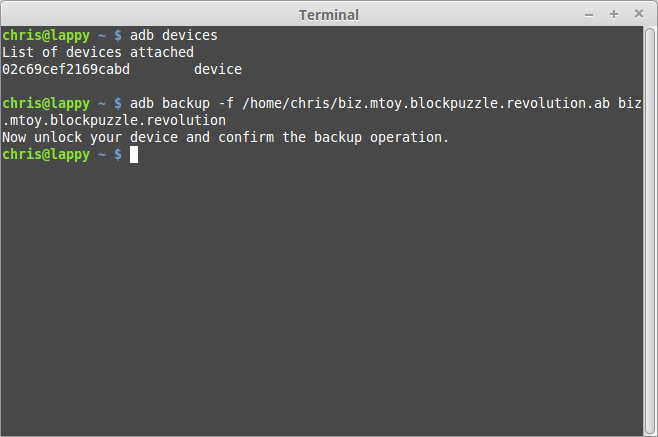 Terminal
chris@lappy ~ $ adb devices
List of devices attached
02c69cef2169cabd        device
chris@lappy ~ $ adb backup -f /home/chris/biz.mtoy.blockpuzzle.revolution.ab biz
.mtoy.blockpuzzle.revolution
Now unlock your device and confirm the backup operation.
chris@lappy ~ $